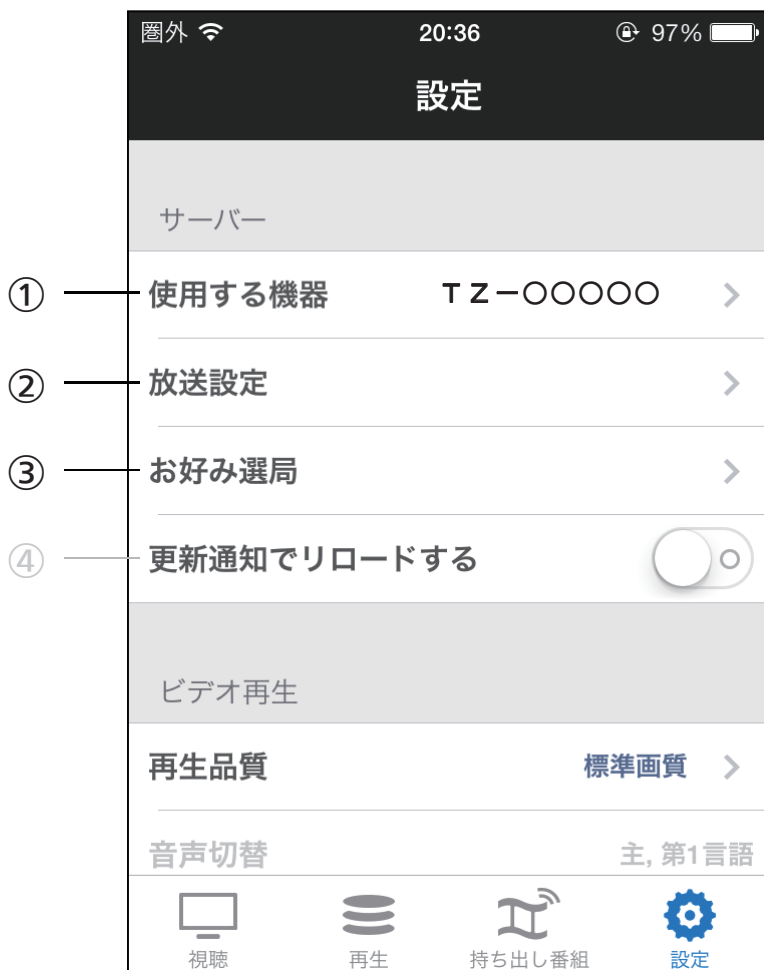 圏外 20:36 97%
設定
サーバー
① 使用する機器 TZ-○○○○○
② 放送設定
③ お好み選局
④ 更新通知でリロードする
ビデオ再生
再生品質 標準画質
音声切替 主, 第1言語
視聴 再生 持ち出し番組 設定